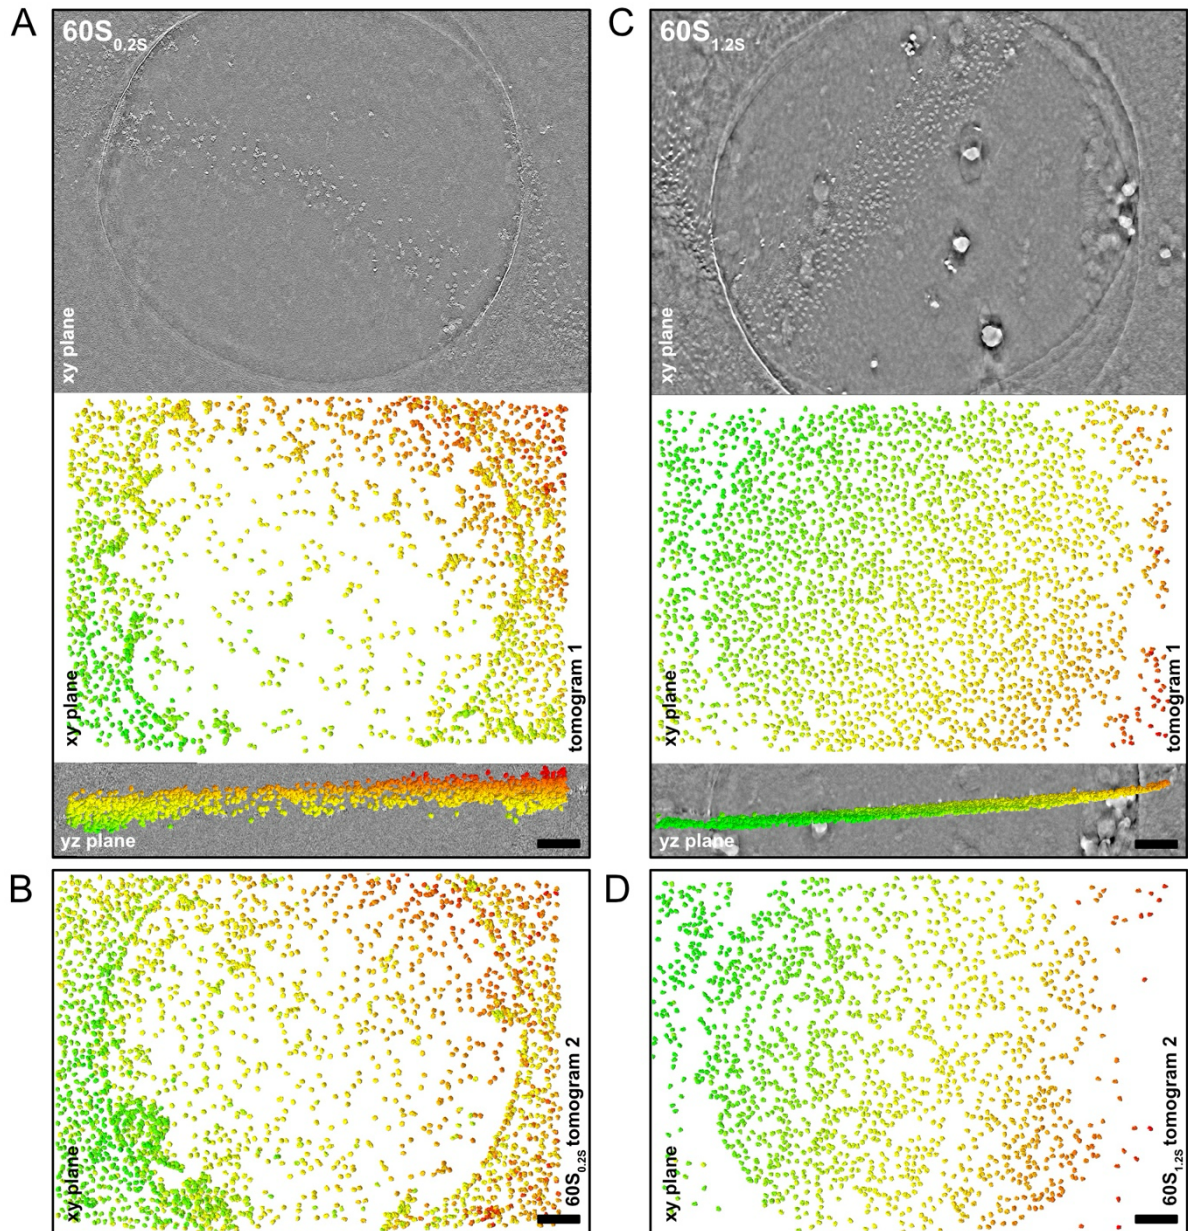 A
60S0.2S
xy plane
xy plane
tomogram 1
yz plane
B
xy plane
60S0.2S tomogram 2
C
60S1.2S
xy plane
xy plane
tomogram 1
yz plane
D
xy plane
60S1.2S tomogram 2